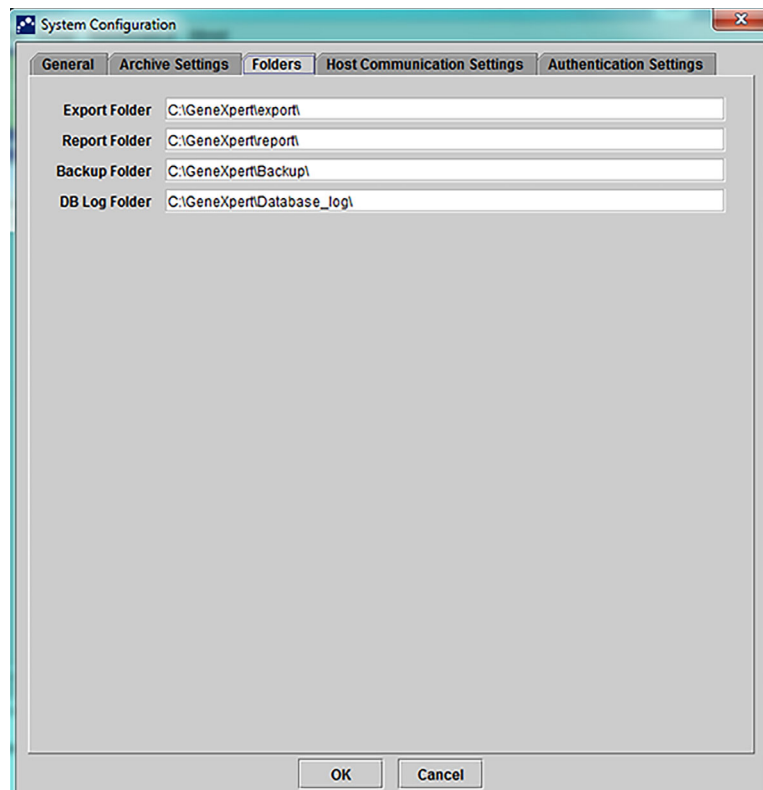 System Configuration
General Archive Settings Folders Host Communication Settings Authentication Settings
Export Folder C:\GeneXpert\export\
Report Folder C:\GeneXpert\report\
Backup Folder C:\GeneXpert\Backup\
DB Log Folder C:\GeneXpert\Database_log\
OK Cancel